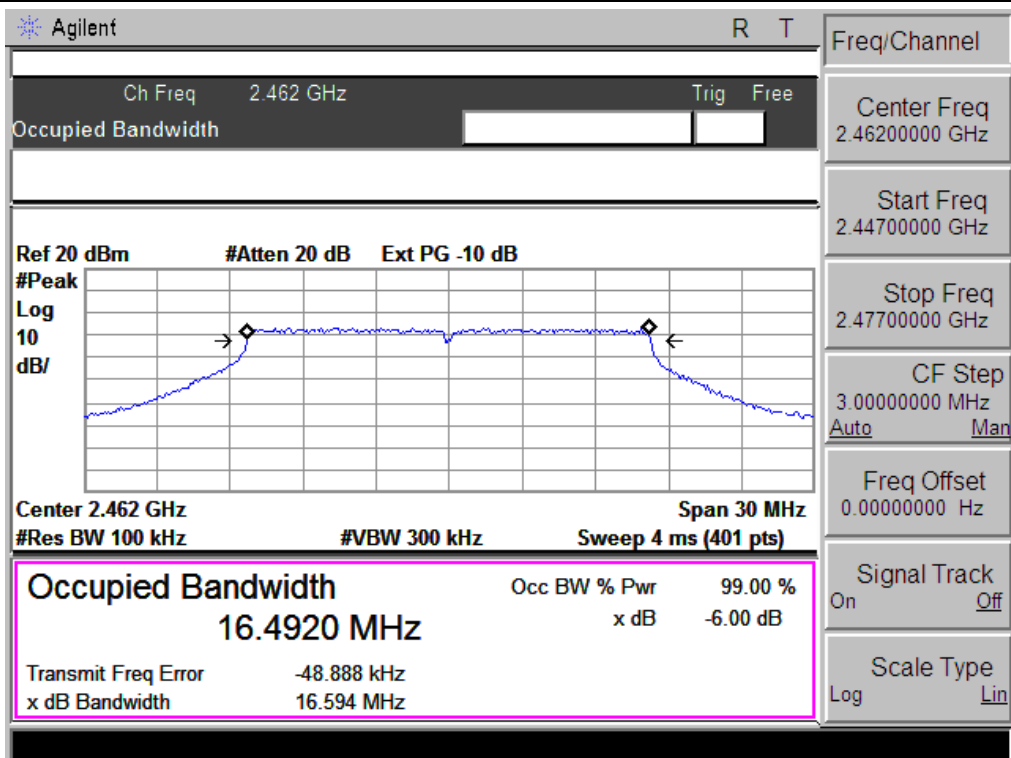 Agilent R T
Ch Freq 2.462 GHz Trig Free
Occupied Bandwidth
Ref 20 dBm #Atten 20 dB Ext PG -10 dB
#Peak
Log
10
dB/
Center 2.462 GHz Span 30 MHz
#Res BW 100 kHz #VBW 300 kHz Sweep 4 ms (401 pts)
Occupied Bandwidth
16.4920 MHz
Occ BW % Pwr 99.00 %
x dB -6.00 dB
Transmit Freq Error -48.888 kHz
x dB Bandwidth 16.594 MHz
Freq/Channel
Center Freq
2.46200000 GHz
Start Freq
2.44700000 GHz
Stop Freq
2.47700000 GHz
CF Step
3.00000000 MHz
Auto Man
Freq Offset
0.00000000 Hz
Signal Track
On Off
Scale Type
Log Lin